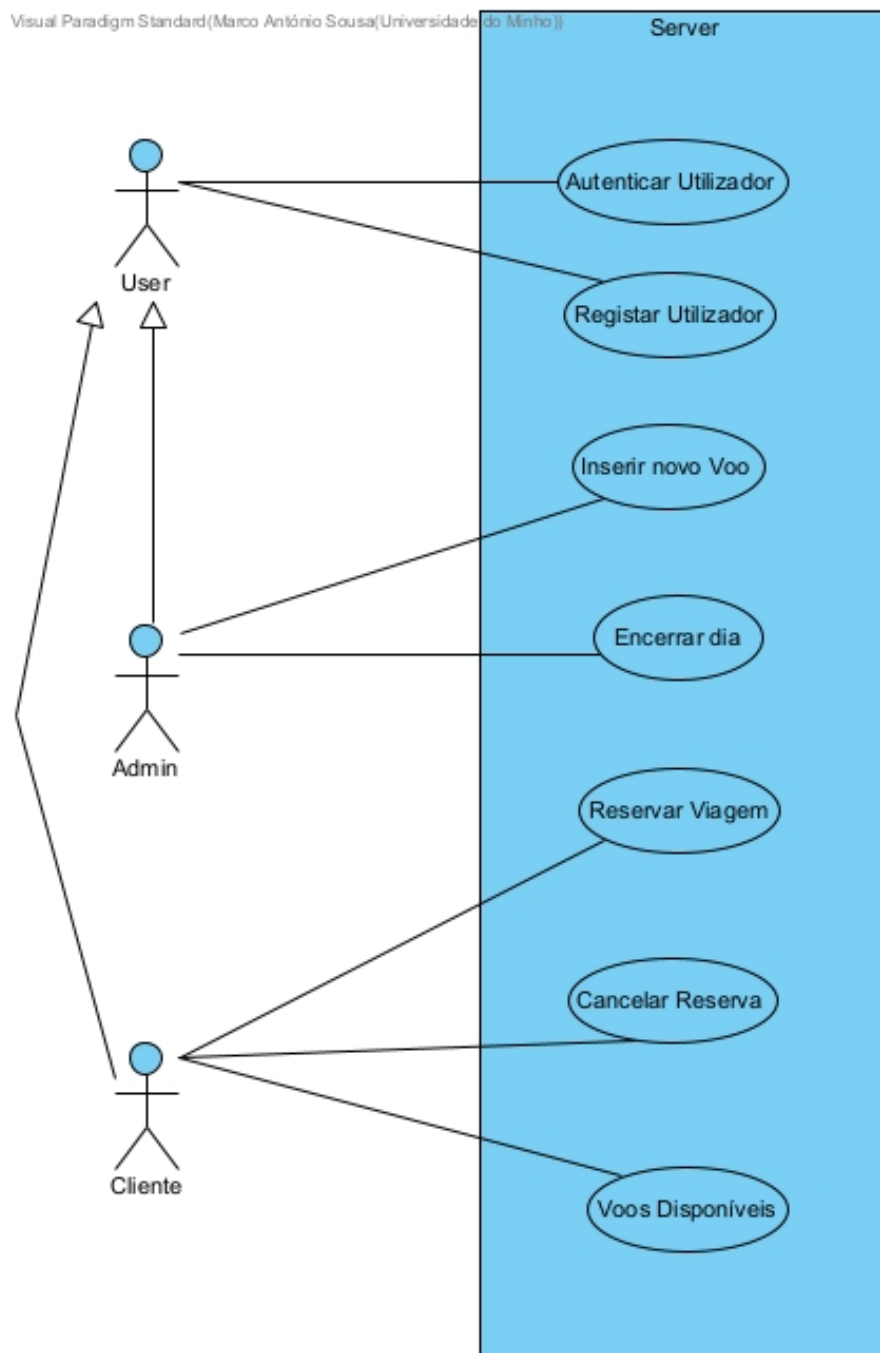 Visual Paradigm Standard(Marco António Sousa(Universidade do Minho))
Server
Autenticar Utilizador
User
Registar Utilizador
Inserir novo Voo
Encerrar dia
Admin
Reservar Viagem
Cancelar Reserva
Cliente
Voos Disponíveis